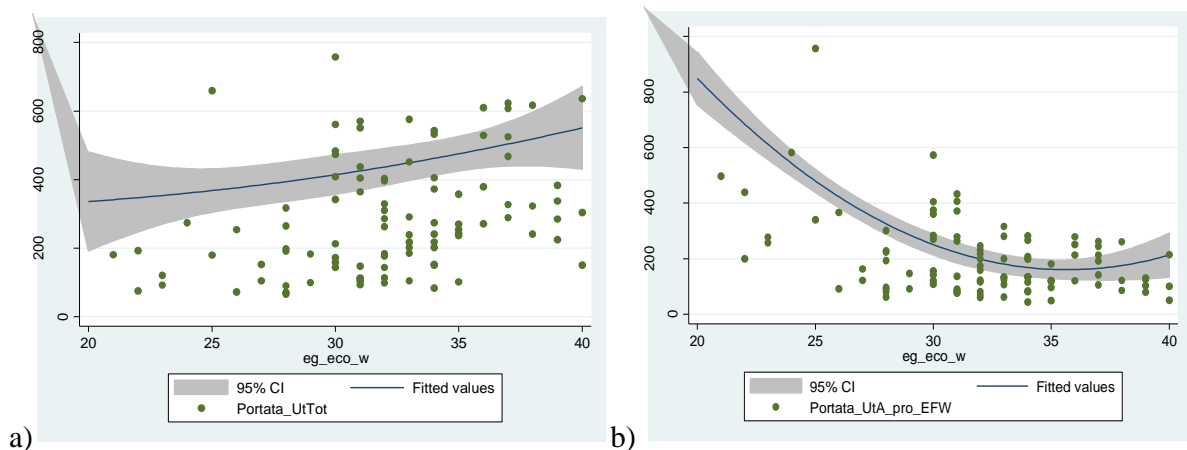 800
600
400
200
0
20 25 30 35 40
eg_eco_w
95% CI Fitted values
Portata_UtTot
a)
800
600
400
200
0
20 25 30 35 40
eg_eco_w
95% CI Fitted values
Portata_UtA_pro_EFW
b)